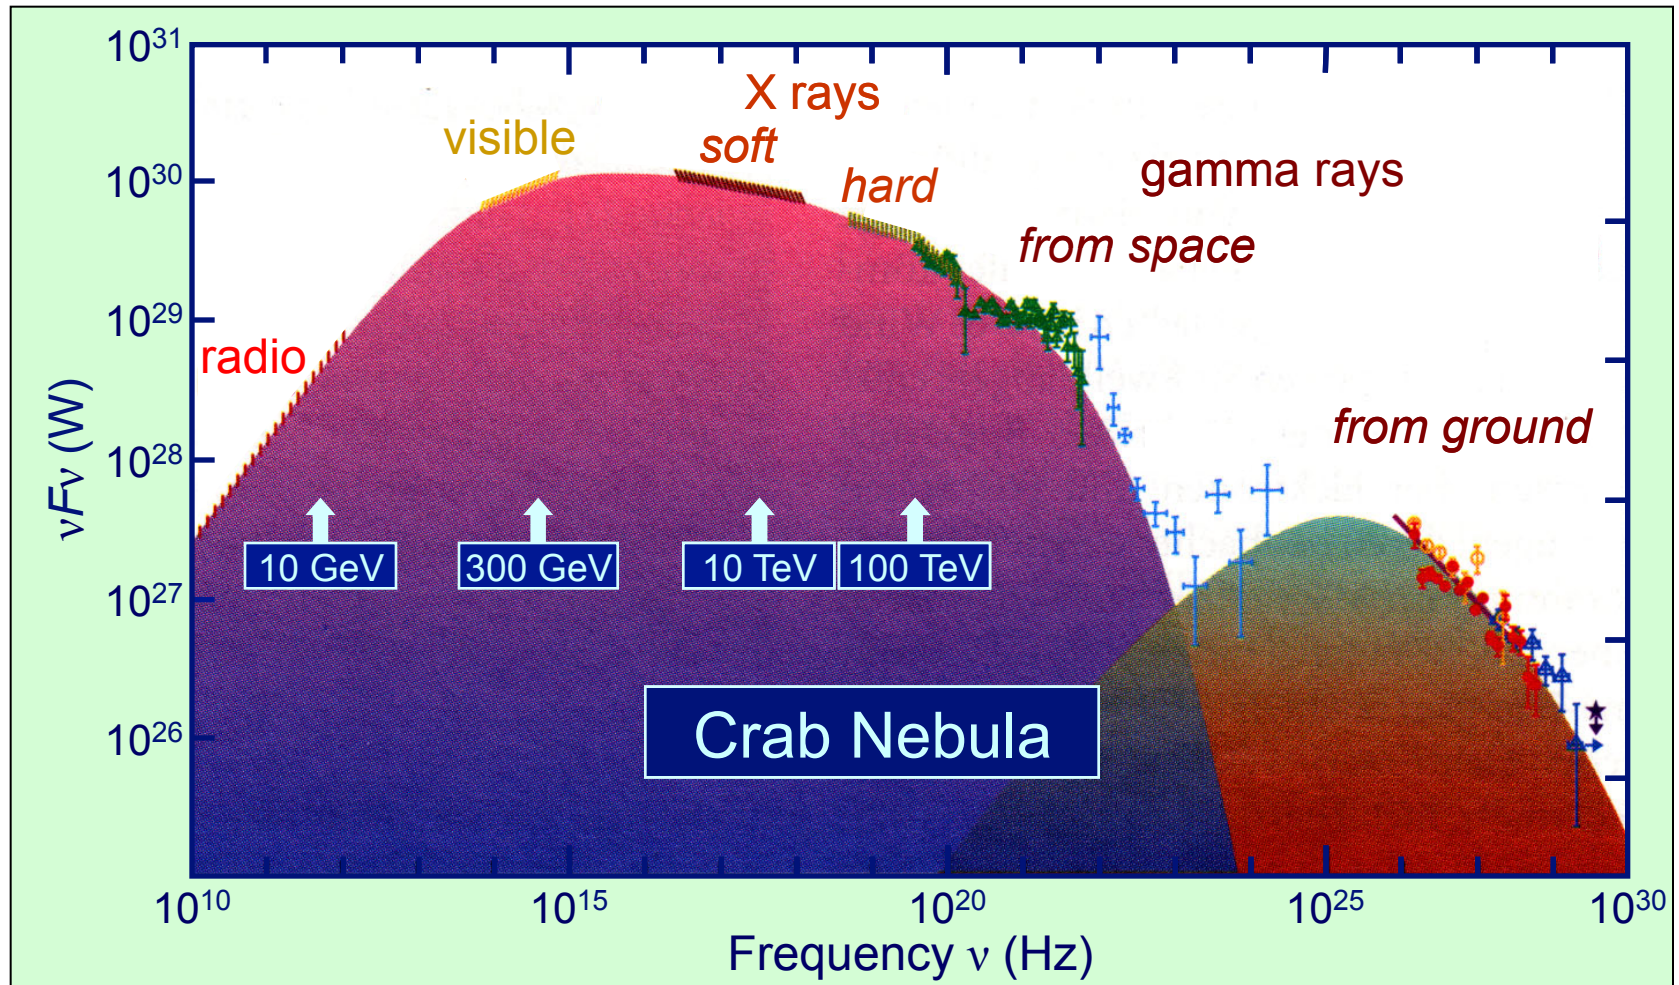 10^31
X rays
visible
soft
10^30
gamma rays
hard
from space
10^29
radio
νFν (W)
from ground
10^28
10 GeV
300 GeV
10 TeV
100 TeV
10^27
Crab Nebula
10^26
10^10
10^15
10^20
10^25
10^30
Frequency ν (Hz)